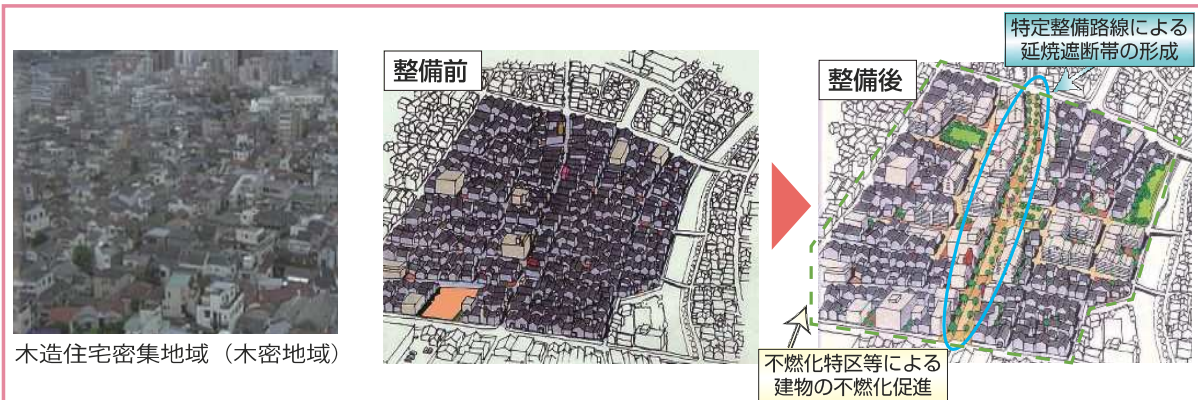 木造住宅密集地域（木密地域）
整備前
整備後
特定整備路線による
延焼遮断帯の形成
不燃化特区等による
建物の不燃化促進